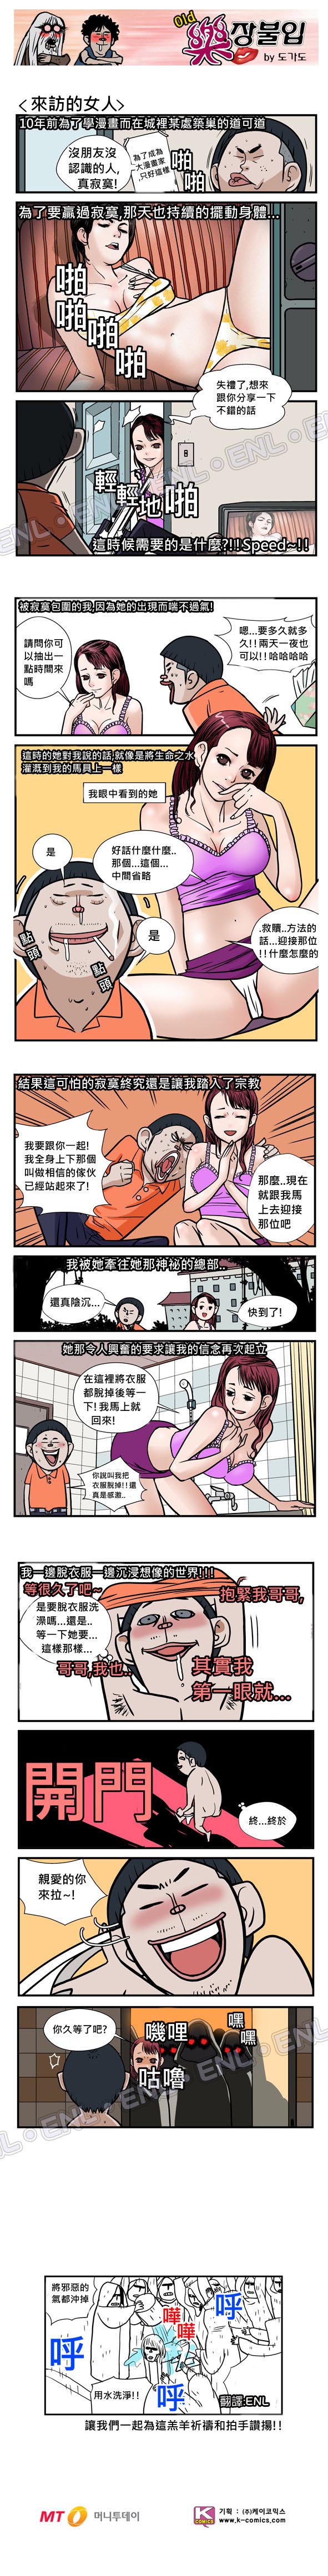 Old
樂
장불입
by 도가도
<來訪的女人>
10年前為了學漫畫而在城裡某處築巢的道可道
沒朋友沒
認識的人,
真寂寞!
為了成為
一大漫畫家
只好這樣
啪
啪
為了要贏過寂寞,那天也持續的擺動身體...
啪
啪
啪
啪
失禮了,想來
跟你分享一下
不錯的話
輕
輕
地
啪
這時候需要的是什麼?!!Speed~!!
ENL
ENL
ENL
被寂寞包圍的我,因為她的出現而喘不過氣!
請問你可
以抽出一
點時間來
嗎
嗯...要多久就多
久!!兩天一夜也
可以!!哈哈哈哈
這時的她對我說的話,就像是將生命之水
灌溉到我的馬眼上一樣
我眼中看到的她
是
好話什麼什麼..
那個...這個...
中間省略
是
點
頭
點
頭
.救贖..方法的
話...迎接那位
!!什麼怎麼的
結果這可怕的寂寞終究還是讓我踏入了宗教
我要跟你一起!
我全身上下那個
叫做相信的傢伙
已經站起來了!
那麼..現在
就跟我馬
上去迎接
那位吧
我被她牽往她那神祕的總部..
還真陰沉...
快到了!
她那令人興奮的要求讓我的信念再次起立
在這裡將衣服
都脫掉後等一
下!我馬上就
回來!
你說叫我把
衣服脫掉!!還
真是感激..
我一邊脫衣服一邊沉浸想像的世界!!!
等很久了吧~
抱緊我哥哥,
是要脫衣服洗
澡嗎...還是..
等一下她要...
這樣那樣...
哥哥,我也..
其實我
第一眼就...
開門
終...終於
親愛的你
來拉~!
你久等了吧?
嘰哩
咕嚕
嘿
嘿
ENL
ENL
ENL
將邪惡的
氣都沖掉
嘩
嘩
呼
呼
用水洗淨!!
呼
翻譯:ENL
讓我們一起為這羔羊祈禱和拍手讚揚!!
MT
머니투데이
K
COMICS
기획 : (주)케이코믹스
www.k-comics.com